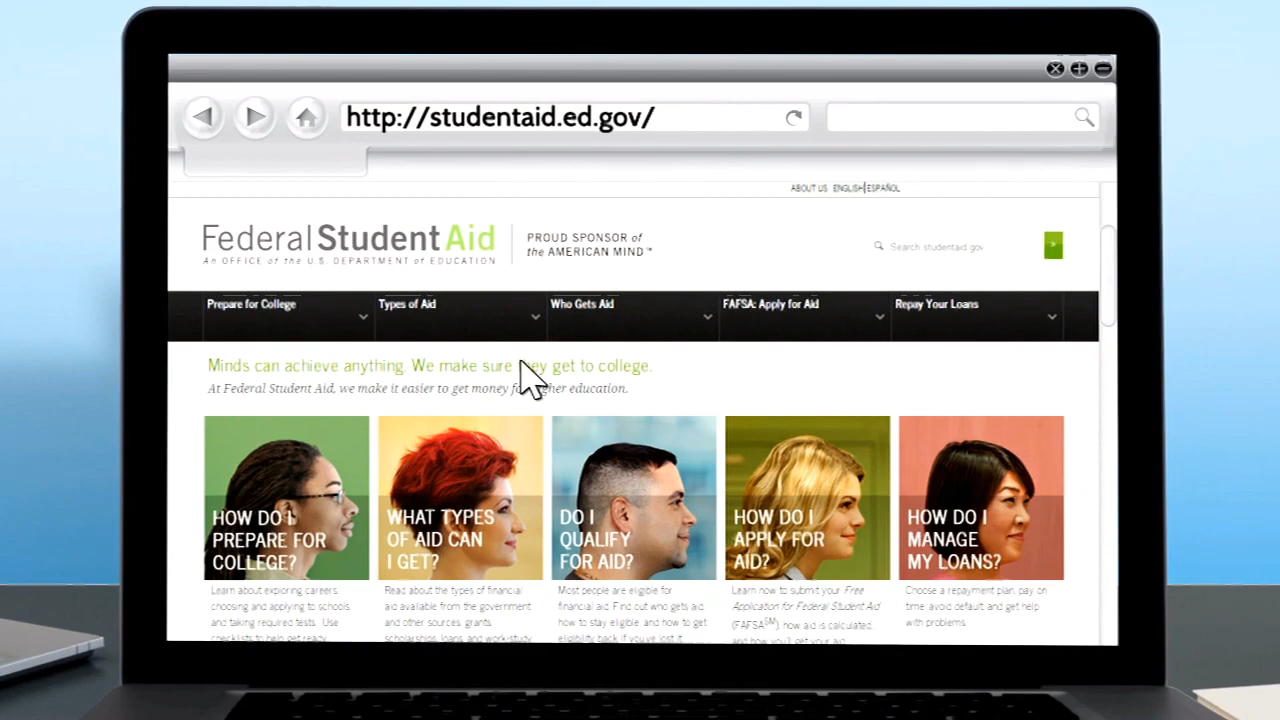 http://studentaid.ed.gov/
ABOUT US ENGLISH|ESPAÑOL
Federal Student Aid
An OFFICE of the U.S. DEPARTMENT of EDUCATION
PROUD SPONSOR of
the AMERICAN MIND™
Search studentaid.gov
Prepare for College
Types of Aid
Who Gets Aid
FAFSA: Apply for Aid
Repay Your Loans
Minds can achieve anything. We make sure they get to college.
At Federal Student Aid, we make it easier to get money for higher education.
HOW DO I
PREPARE FOR
COLLEGE?
Learn about exploring careers,
choosing and applying to schools,
and taking required tests. Use
checklists to help get ready
WHAT TYPES
OF AID CAN
I GET?
Read about the types of financial
aid available from the government
and other sources: grants,
scholarships, loans, and work-study
DO I
QUALIFY
FOR AID?
Most people are eligible for
financial aid. Find out who gets aid,
how to stay eligible, and how to get
eligibility back if you've lost it
HOW DO I
APPLY FOR
AID?
Learn how to submit your Free
Application for Federal Student Aid
(FAFSA℠) how aid is calculated,
and how you'll get your aid
HOW DO I
MANAGE
MY LOANS?
Choose a repayment plan, pay on
time, avoid default, and get help
with problems.